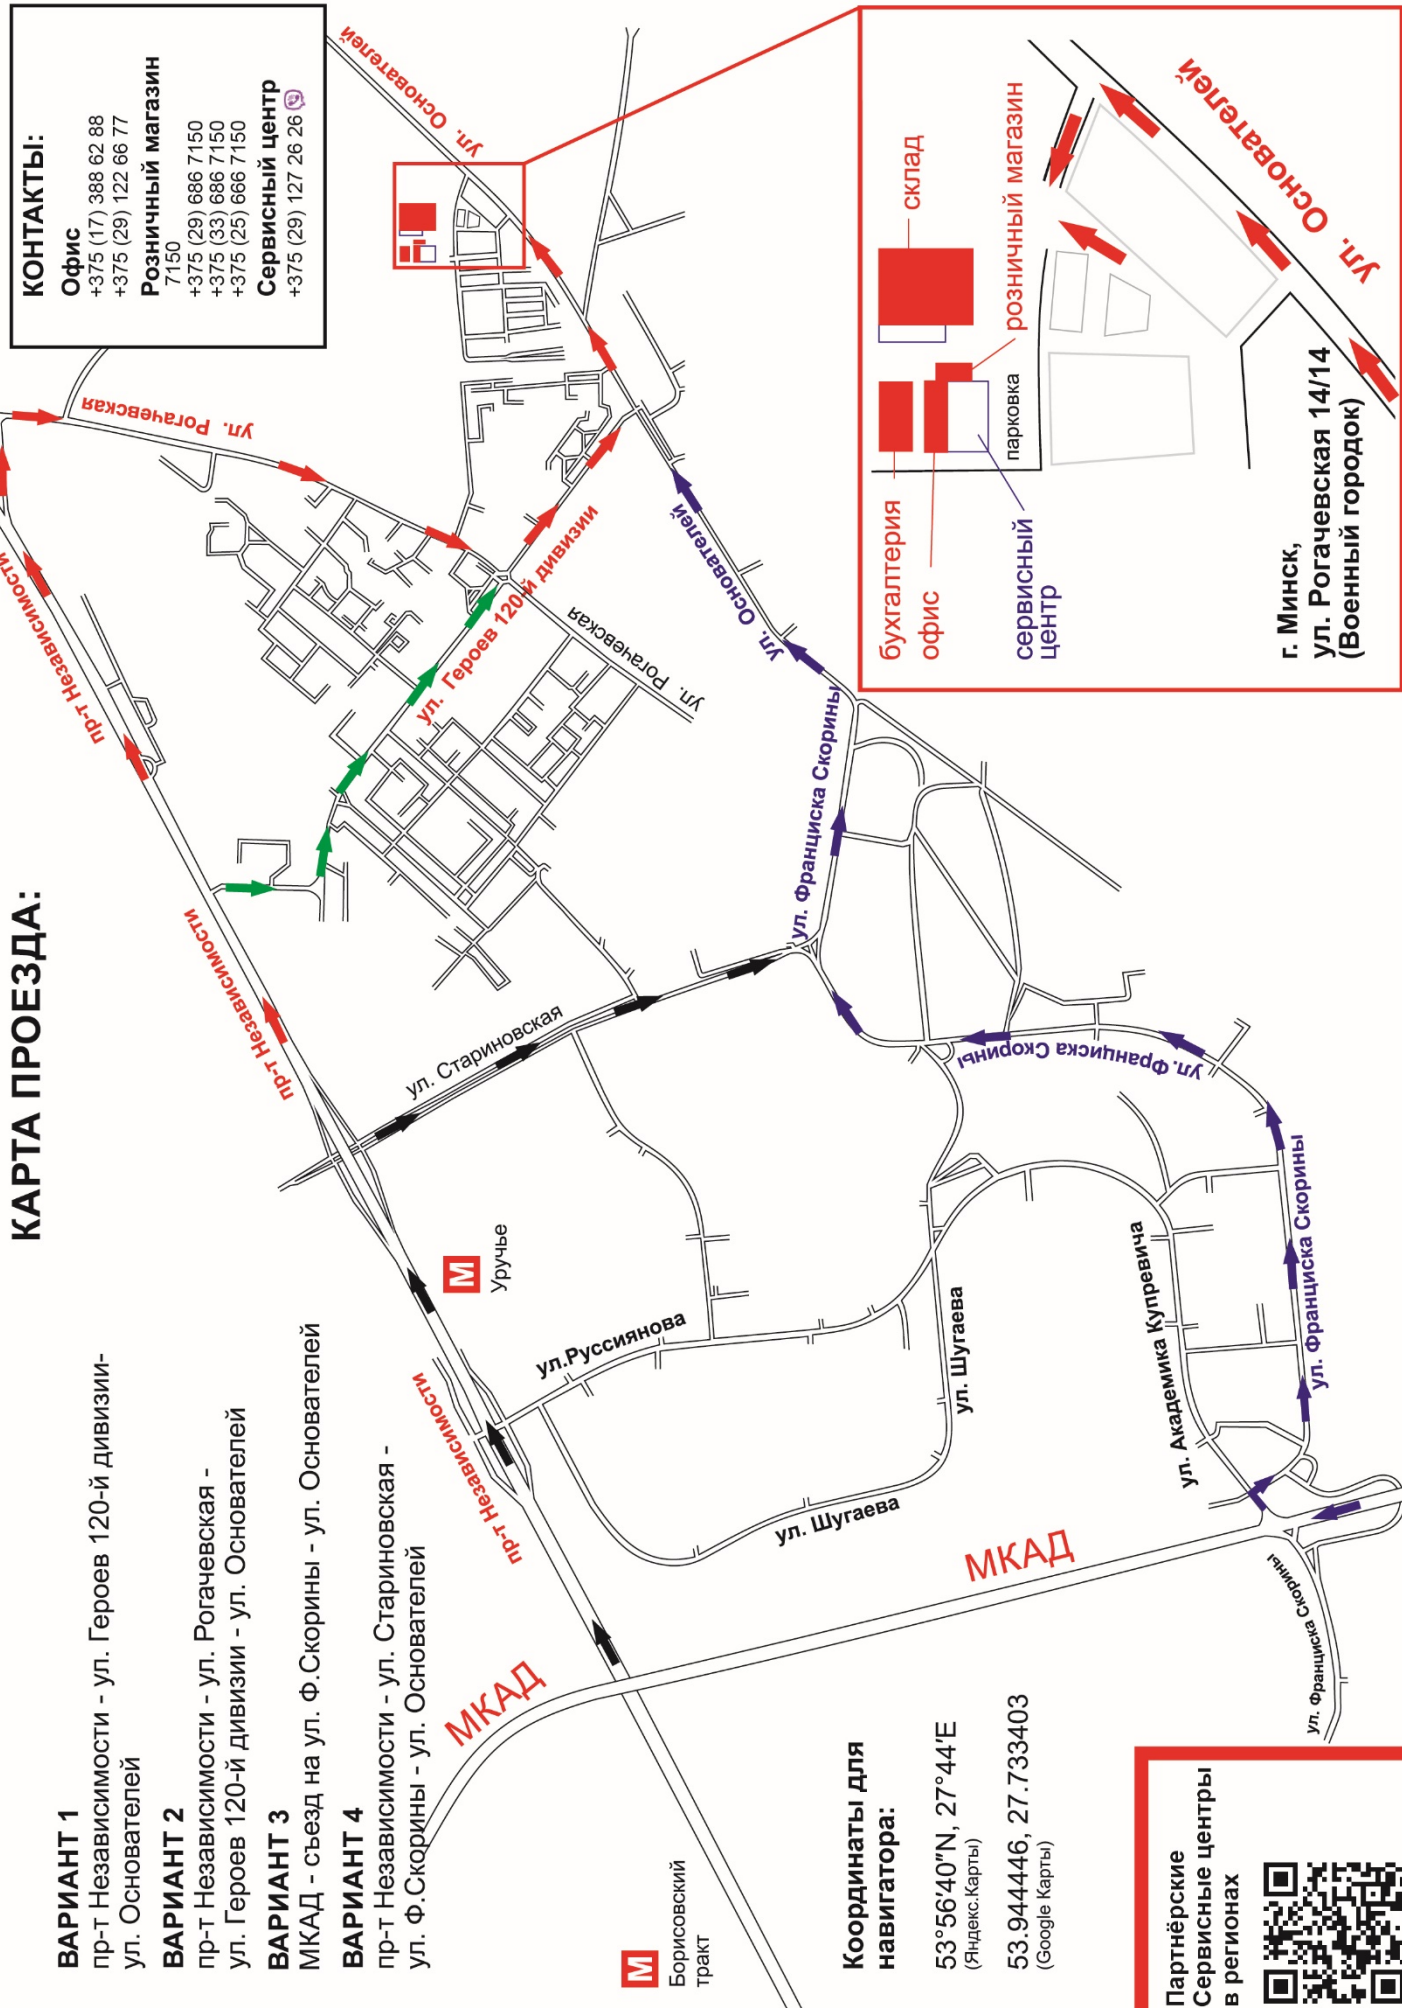 КАРТА ПРОЕЗДА:
ВАРИАНТ 1
пр-т Независимости - ул. Героев 120-й дивизии-
ул. Основателей
ВАРИАНТ 2
пр-т Независимости - ул. Рогачевская -
ул. Героев 120-й дивизии - ул. Основателей
ВАРИАНТ 3
МКАД - съезд на ул. Ф.Скорины - ул. Основателей
ВАРИАНТ 4
пр-т Независимости - ул. Стариновская -
ул. Ф.Скорины - ул. Основателей
КОНТАКТЫ:
Офис
+375 (17) 388 62 88
+375 (29) 122 66 77
Розничный магазин
7150
+375 (29) 686 7150
+375 (33) 686 7150
+375 (25) 666 7150
Сервисный центр
+375 (29) 127 26 26
пр-т Независимости
пр-т Независимости
пр-т Независимости
пр-т Независимости
ул. Рогачевская
ул. Основателей
ул. Героев 120-й дивизии
ул. Рогачевская
ул. Стариновская
М
Уручье
ул.Руссиянова
ул. Основателей
ул. Франциска Скорины
ул. Франциска Скорины
ул. Франциска Скорины
ул. Франциска Скорины
ул. Шугаева
ул. Шугаева
ул. Академика Купревича
МКАД
МКАД
М
Борисовский
тракт
Координаты для
навигатора:
53°56'40"N, 27°44'E
(Яндекс.Карты)
53.944446, 27.733403
(Google Карты)
Партнёрские
Сервисные центры
в регионах
бухгалтерия
офис
сервисный
центр
парковка
склад
розничный магазин
ул. Основателей
г. Минск,
ул. Рогачевская 14/14
(Военный городок)